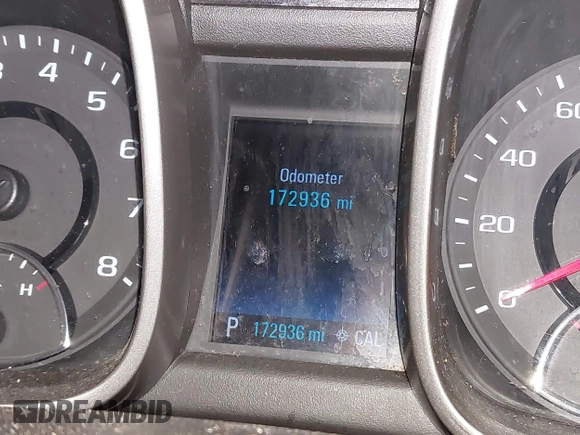 3 4 5 6 7 8
H
Odometer
172936 mi
P 172936 mi CAL
0 20 40 60
DREAMBID